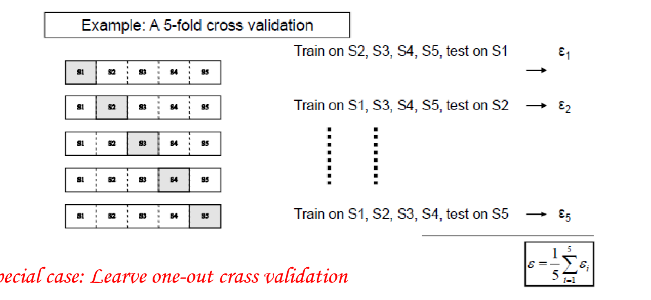 Example: A 5-fold cross validation
Train on S2, S3, S4, S5, test on S1 → ε1
S1 S2 S3 S4 S5
Train on S1, S3, S4, S5, test on S2 → ε2
S1 S2 S3 S4 S5
S1 S2 S3 S4 S5
S1 S2 S3 S4 S5
Train on S1, S2, S3, S4, test on S5 → ε5
S1 S2 S3 S4 S5
ε = 1/5 ∑ i=1 5 εi
pecial case: Learve one-out crass validation